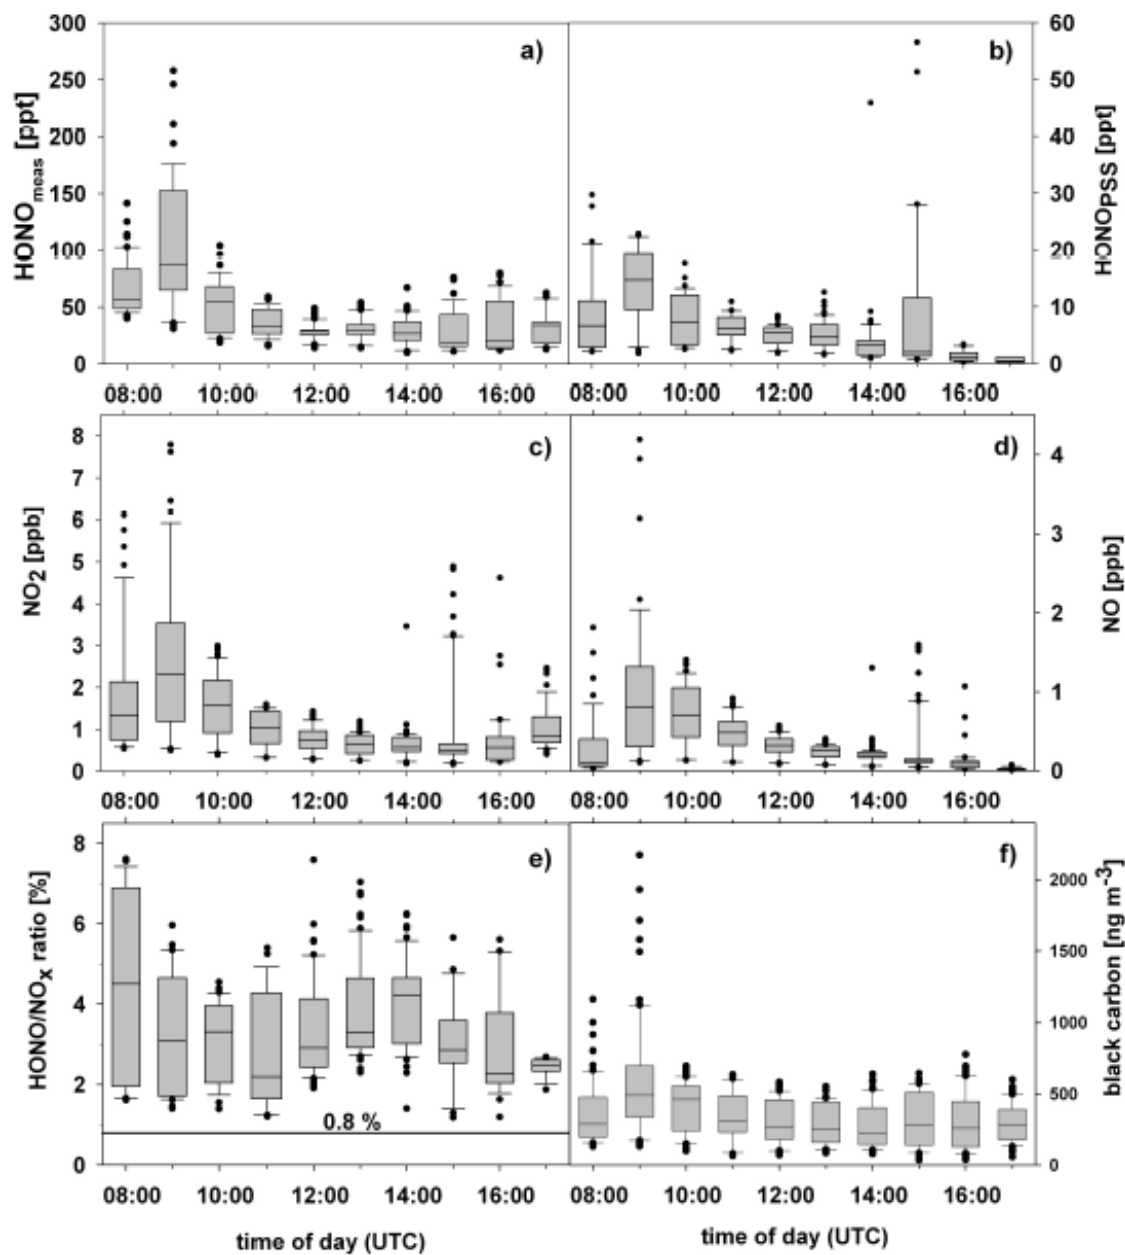 300
250
200
150
100
50
0
HONOmeas [ppt]
a)
08:00 10:00 12:00 14:00 16:00
b)
60
50
40
30
20
10
0
HONOPSS [ppt]
08:00 10:00 12:00 14:00 16:00
8
7
6
5
4
3
2
1
0
NO2 [ppb]
c)
08:00 10:00 12:00 14:00 16:00
d)
4
3
2
1
0
NO [ppb]
08:00 10:00 12:00 14:00 16:00
8
6
4
2
0
HONO/NOX ratio [%]
e)
0.8 %
08:00 10:00 12:00 14:00 16:00
time of day (UTC)
f)
2000
1500
1000
500
0
black carbon [ng m-3]
08:00 10:00 12:00 14:00 16:00
time of day (UTC)